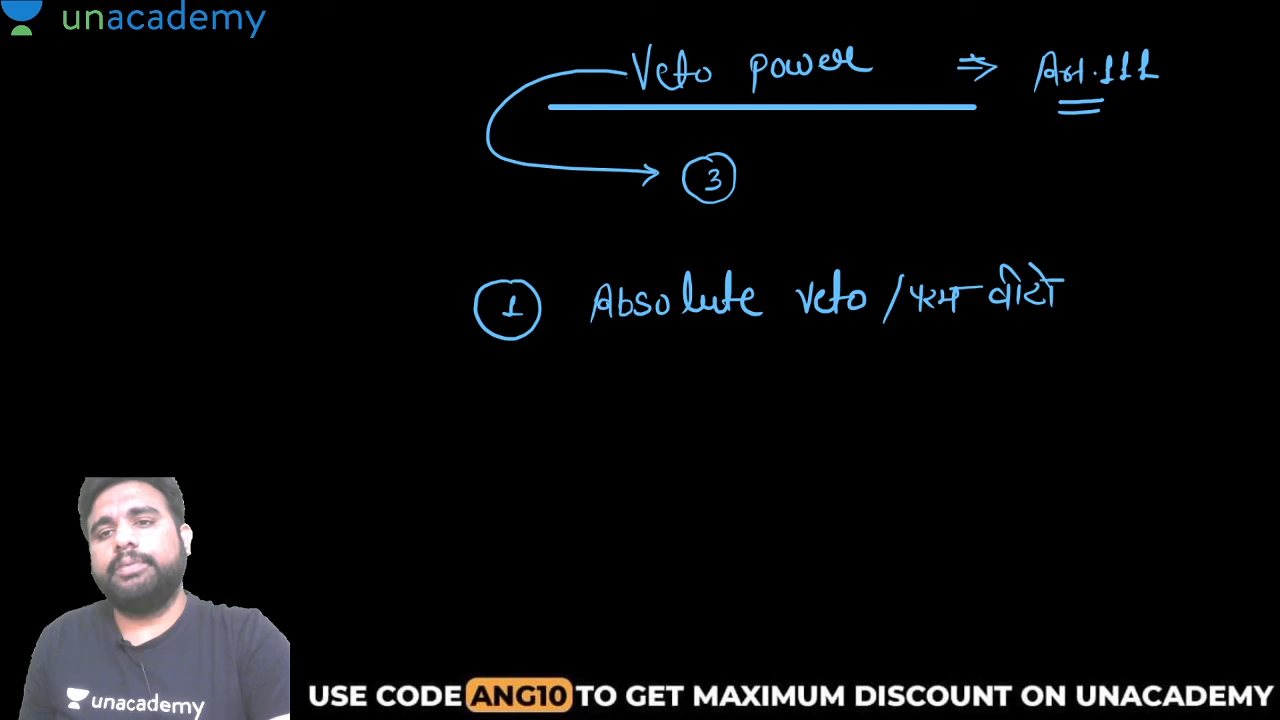 unacademy
Veto power ⇒ Art.111
3
1 Absolute veto / परम वीटो
unacademy
USE CODE ANG10 TO GET MAXIMUM DISCOUNT ON UNACADEMY